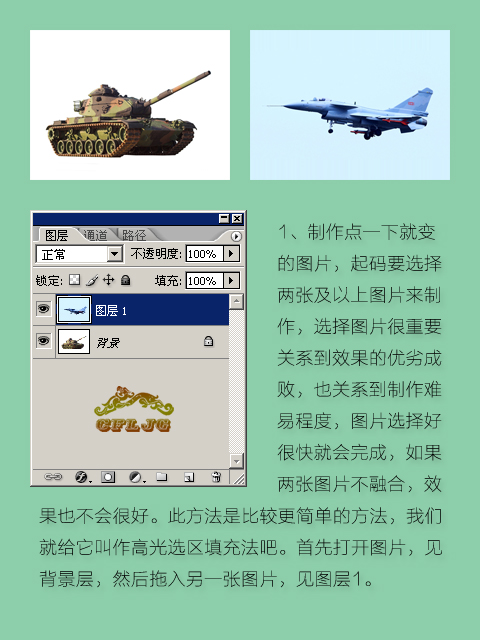 图层 通道 路径
正常 不透明度: 100%
锁定: 填充: 100%
图层 1
背景
CFLJG
1、制作点一下就变
的图片，起码要选择
两张及以上图片来制
作，选择图片很重要
关系到效果的优劣成
败，也关系到制作难
易程度，图片选择好
很快就会完成，如果
两张图片不融合，效
果也不会很好。此方法是比较更简单的方法，我们
就给它叫作高光选区填充法吧。首先打开图片，见
背景层，然后拖入另一张图片，见图层1。